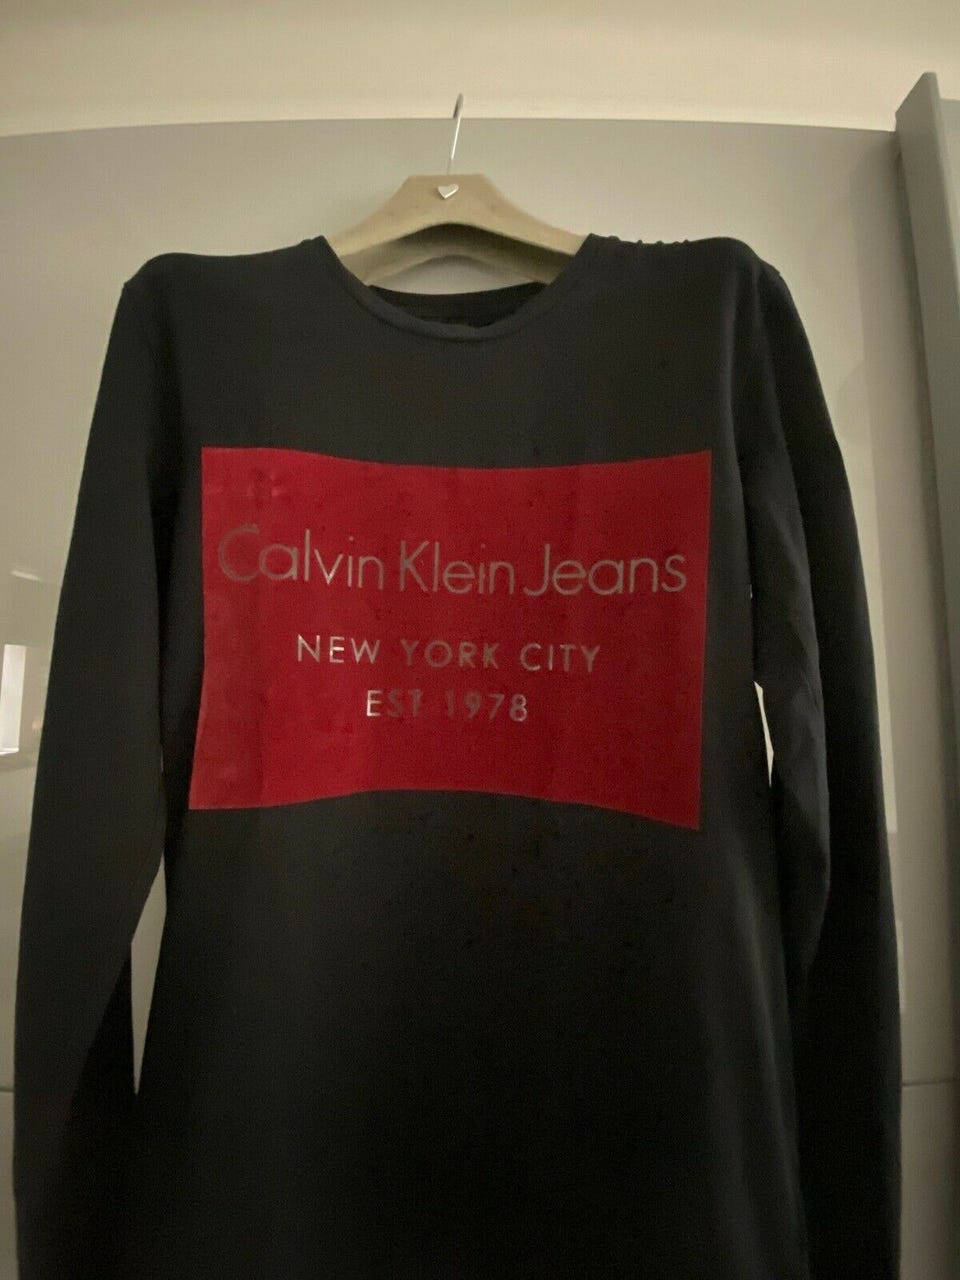 Calvin Klein Jeans
NEW YORK CITY
EST 1978